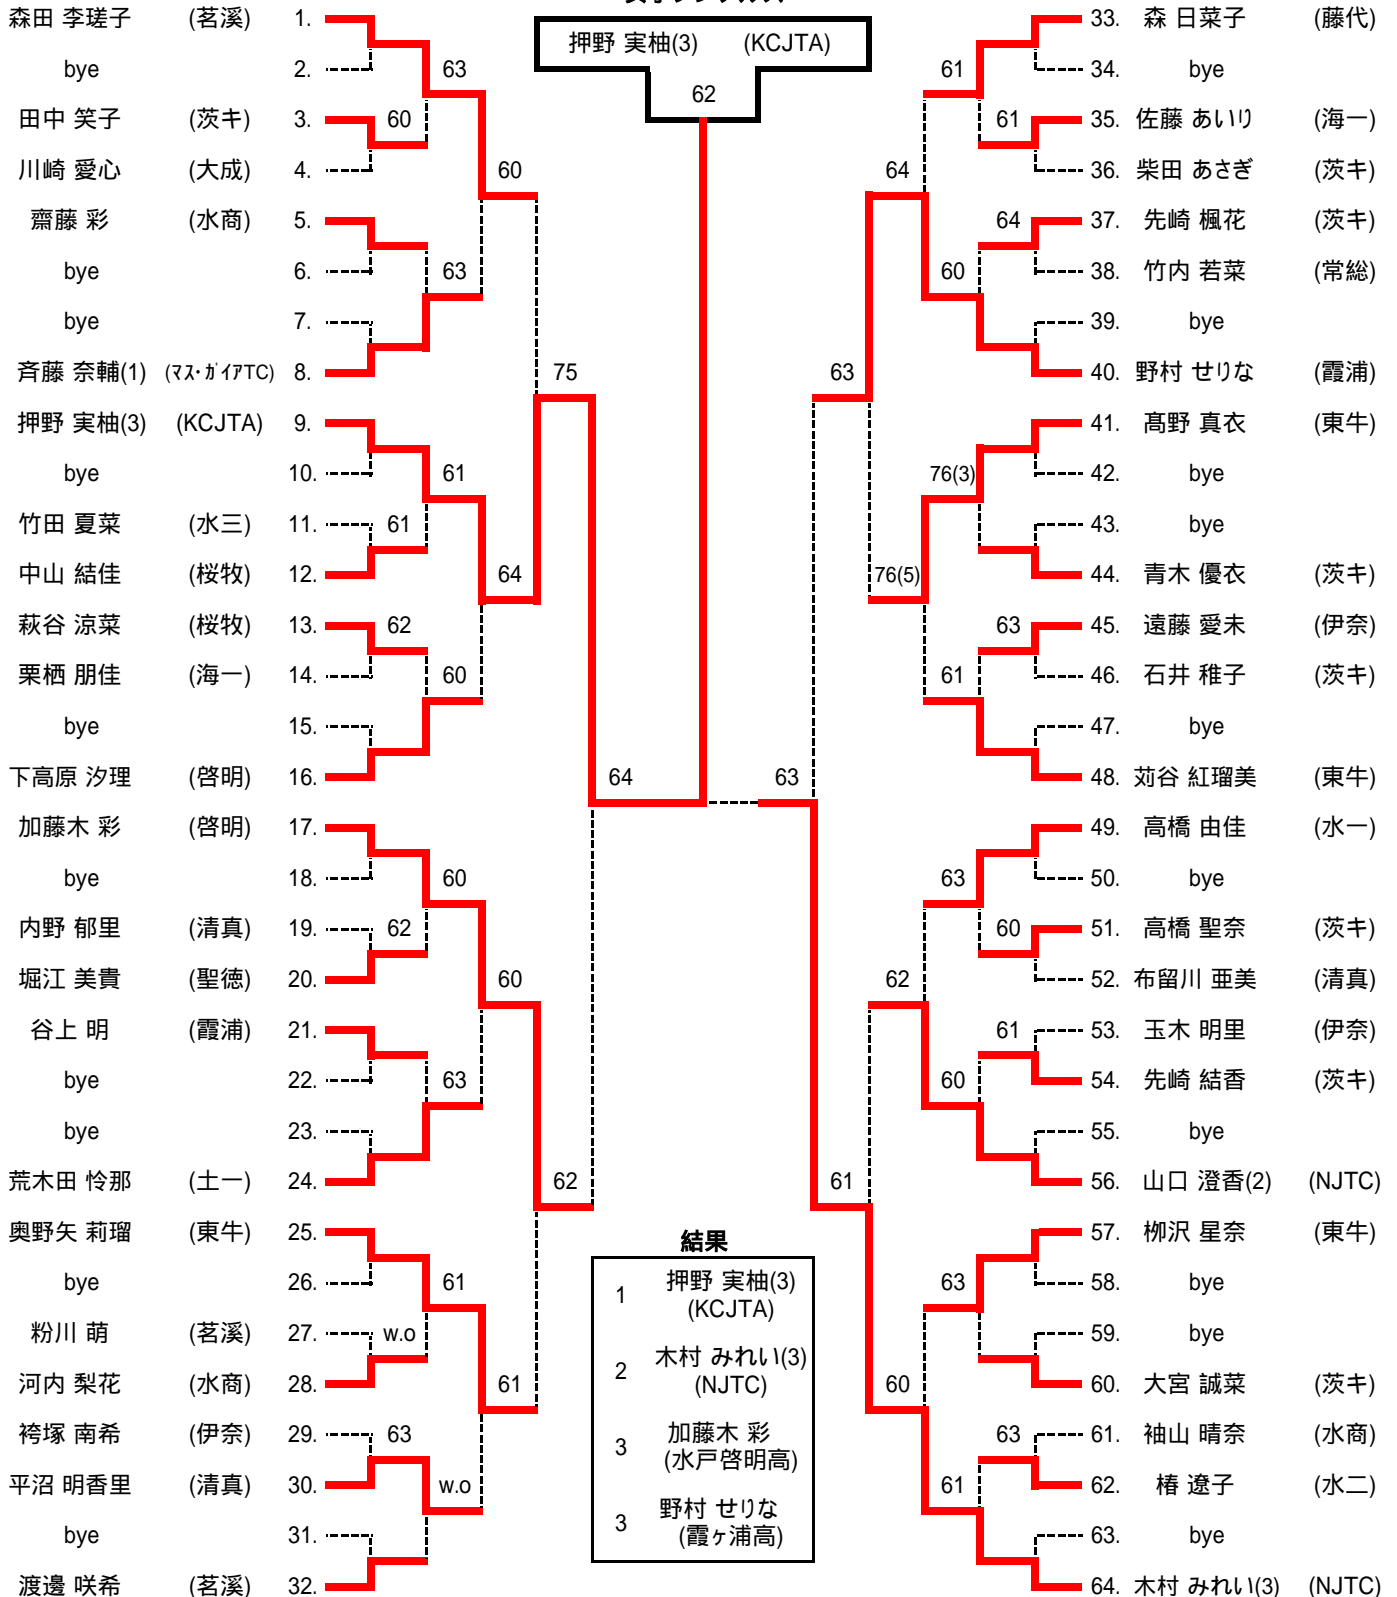 押野 実柚(3) (KCJTA)
62
森田 李瑳子 (茗溪) 1.
bye 2.
63
田中 笑子 (茨キ) 3.
60
川崎 愛心 (大成) 4.
60
齋藤 彩 (水商) 5.
bye 6.
63
bye 7.
斉藤 奈輔(1) (マス・ガイアTC) 8.
75
押野 実柚(3) (KCJTA) 9.
bye 10.
61
竹田 夏菜 (水三) 11.
61
中山 結佳 (桜牧) 12.
64
萩谷 涼菜 (桜牧) 13.
62
栗栖 朋佳 (海一) 14.
60
bye 15.
下高原 汐理 (啓明) 16.
64
加藤木 彩 (啓明) 17.
bye 18.
60
内野 郁里 (清真) 19.
62
堀江 美貴 (聖徳) 20.
60
谷上 明 (霞浦) 21.
bye 22.
63
bye 23.
荒木田 怜那 (土一) 24.
62
奥野矢 莉瑠 (東牛) 25.
bye 26.
61
粉川 萌 (茗溪) 27.
w.o
河内 梨花 (水商) 28.
61
袴塚 南希 (伊奈) 29.
63
平沼 明香里 (清真) 30.
w.o
bye 31.
渡邊 咲希 (茗溪) 32.
33. 森 日菜子 (藤代)
61
34. bye
61
35. 佐藤 あいり (海一)
64
36. 柴田 あさぎ (茨キ)
64
37. 先崎 楓花 (茨キ)
60
38. 竹内 若菜 (常総)
39. bye
63
40. 野村 せりな (霞浦)
41. 髙野 真衣 (東牛)
76(3)
42. bye
43. bye
76(5)
44. 青木 優衣 (茨キ)
63
45. 遠藤 愛未 (伊奈)
61
46. 石井 稚子 (茨キ)
47. bye
63
48. 苅谷 紅瑠美 (東牛)
49. 高橋 由佳 (水一)
63
50. bye
60
51. 高橋 聖奈 (茨キ)
62
52. 布留川 亜美 (清真)
61
53. 玉木 明里 (伊奈)
60
54. 先崎 結香 (茨キ)
55. bye
61
56. 山口 澄香(2) (NJTC)
57. 栁沢 星奈 (東牛)
63
58. bye
59. bye
60
60. 大宮 誠菜 (茨キ)
63
61. 袖山 晴奈 (水商)
61
62. 椿 遼子 (水二)
63. bye
64. 木村 みれい(3) (NJTC)
結果
1 押野 実柚(3)
(KCJTA)
2 木村 みれい(3)
(NJTC)
3 加藤木 彩
(水戸啓明高)
3 野村 せりな
(霞ヶ浦高)